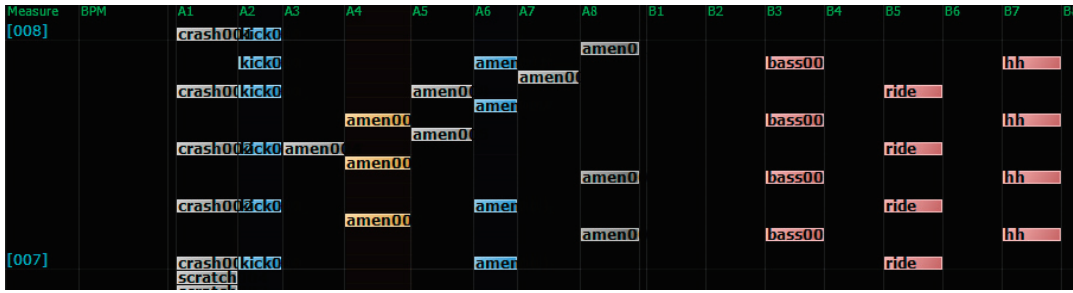 Measure BPM A1 A2 A3 A4 A5 A6 A7 A8 B1 B2 B3 B4 B5 B6 B7 B
[008] crash00 kick0
amen0
kick0 amen bass00 hh
amen00
crash00 kick0 amen00 ride
amen
amen00 bass00 hh
amen00
crash00 kick0 amen00 ride
amen00
amen0 bass00 hh
crash00 kick0 amen ride
amen00
amen0 bass00 hh
[007] crash00 kick0 amen ride
scratch